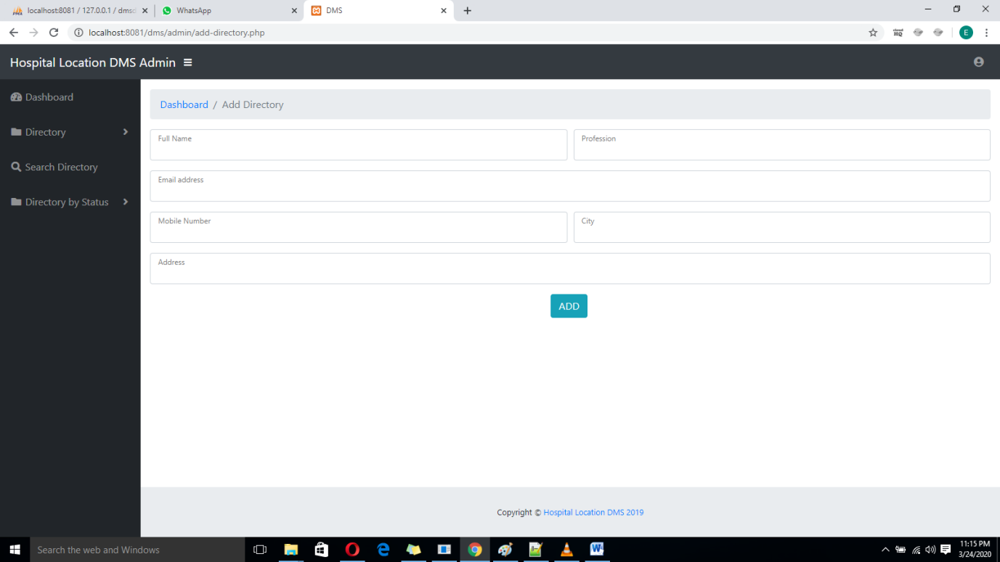 localhost:8081 / 127.0.0.1 / dmsd
WhatsApp
DMS
localhost:8081/dms/admin/add-directory.php
cloud
HQ
E
Hospital Location DMS Admin
Dashboard
Dashboard / Add Directory
Directory
Full Name
Profession
Search Directory
Email address
Directory by Status
Mobile Number
City
Address
ADD
Copyright © Hospital Location DMS 2019
Search the web and Windows
11:15 PM
3/24/2020